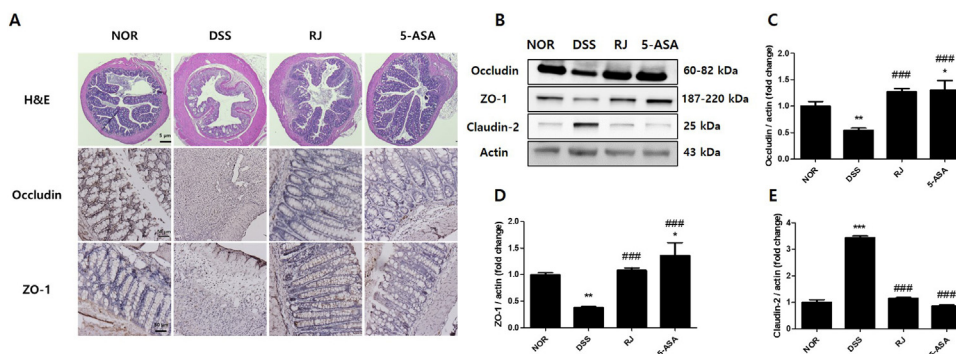 A
NOR DSS RJ 5-ASA
H&E
Occludin
ZO-1
B
NOR DSS RJ 5-ASA
Occludin 60-82 kDa
ZO-1 187-220 kDa
Claudin-2 25 kDa
Actin 43 kDa
C
Occludin / actin (fold change)
2.0
1.5
1.0
0.5
0.0
**
###
###
*
NOR DSS RJ 5-ASA
D
ZO-1 / actin (fold change)
2.0
1.5
1.0
0.5
0.0
**
###
###
*
NOR DSS RJ 5-ASA
E
Claudin-2 / actin (fold change)
4
3
2
1
0
***
###
###
NOR DSS RJ 5-ASA